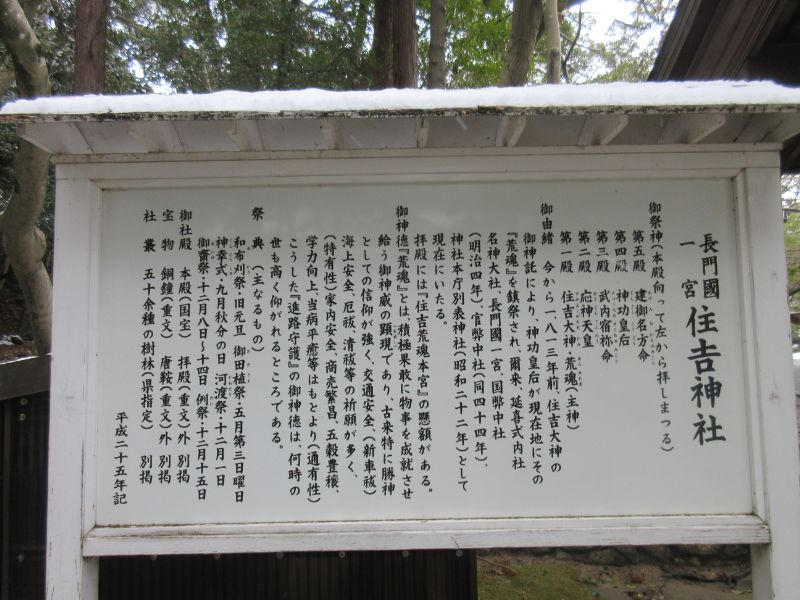 長門國一宮 住吉神社
御祭神(本殿向って左から拝しまつる)
第五殿 建御名方命
第四殿 神功皇后
第三殿 武内宿祢命
第二殿 応神天皇
第一殿 住吉大神・荒魂(主神)
御由緒 今から一、八一三年前、住吉大神の
御神託により、神功皇后が現在地にその
『荒魂』を鎮祭され、爾来、延喜式内社
名神大社、長門國一宮、国弊中社
(明治四年)、官弊中社(同四十四年)、
神社本庁別表神社(昭和二十二年)として
現在にいたる。
拝殿には『住吉荒魂本宮』の懸額がある。
御神徳『荒魂』とは、積極果敢に物事を成就させ
給う御神威の顕現であり、古来特に勝神
としての信仰が強く、交通安全、(新車祓)
海上安全、厄祓、清祓等の祈願が多く、
(特有性)家内安全、商売繁昌、五穀豊穣、
学力向上、当病平癒等はもとより(通有性)
こうした『進路守護』の御神徳は、何時の
世も高く仰がれるところである。
祭典(主なるもの)
和布刈祭・旧元旦 御田植祭・五月第三日曜日
神幸式・九月秋分の日 河渡祭・十二月一日
御斎祭・十二月八日〜十四日 例祭・十二月十五日
御社殿 本殿(国宝) 拝殿(重文)外 別掲
宝物 銅鐘(重文) 唐鞍(重文)外 別掲
社叢 五十余種の樹林(県指定) 別掲
平成二十五年記